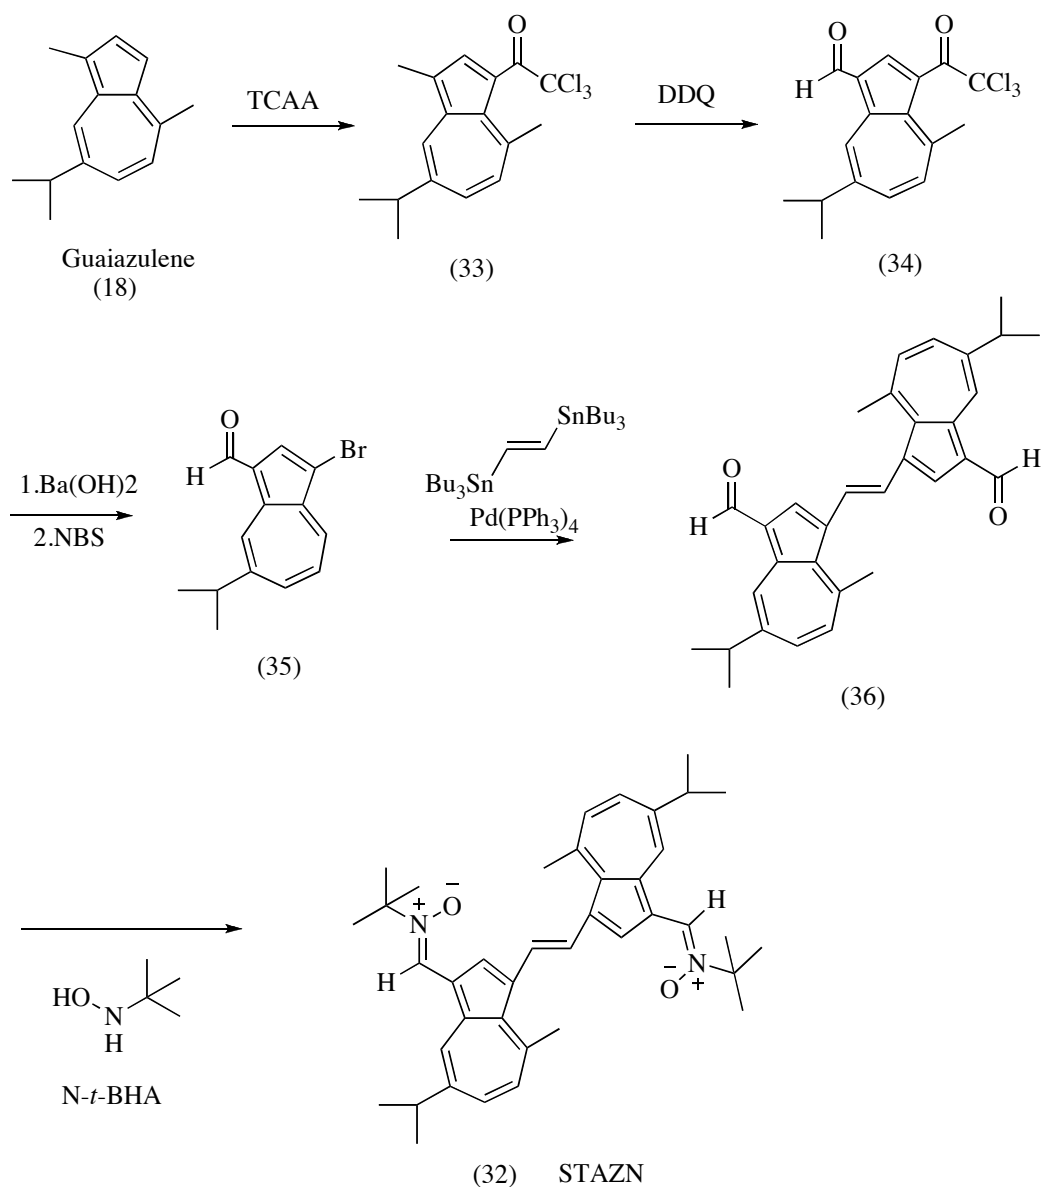 O
O
O
TCAA
CCl3
DDQ
H
CCl3
Guaiazulene
(18)
(33)
(34)
SnBu3
O
Br
1.Ba(OH)2
H
Bu3Sn
O
H
2.NBS
Pd(PPh3)4
H
O
(35)
(36)
O−
H
N+
H
−O
N+
HO
N
H
N-t-BHA
(32) STAZN